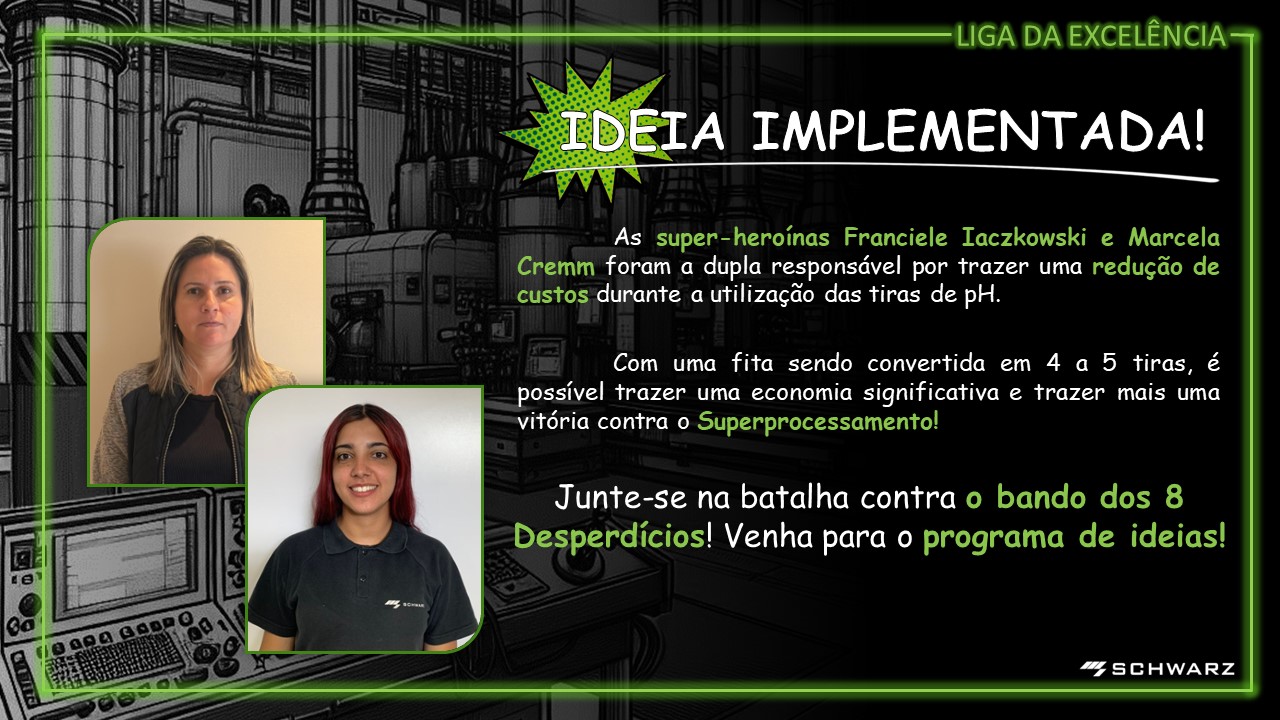 LIGA DA EXCELÊNCIA
IDEIA IMPLEMENTADA!
As super-heroínas Franciele Iaczkowski e Marcela
Cremm foram a dupla responsável por trazer uma redução de
custos durante a utilização das tiras de pH.
Com uma fita sendo convertida em 4 a 5 tiras, é
possível trazer uma economia significativa e trazer mais uma
vitória contra o Superprocessamento!
Junte-se na batalha contra o bando dos 8
Desperdícios! Venha para o programa de ideias!
SCHWARZ
SCHWARZ